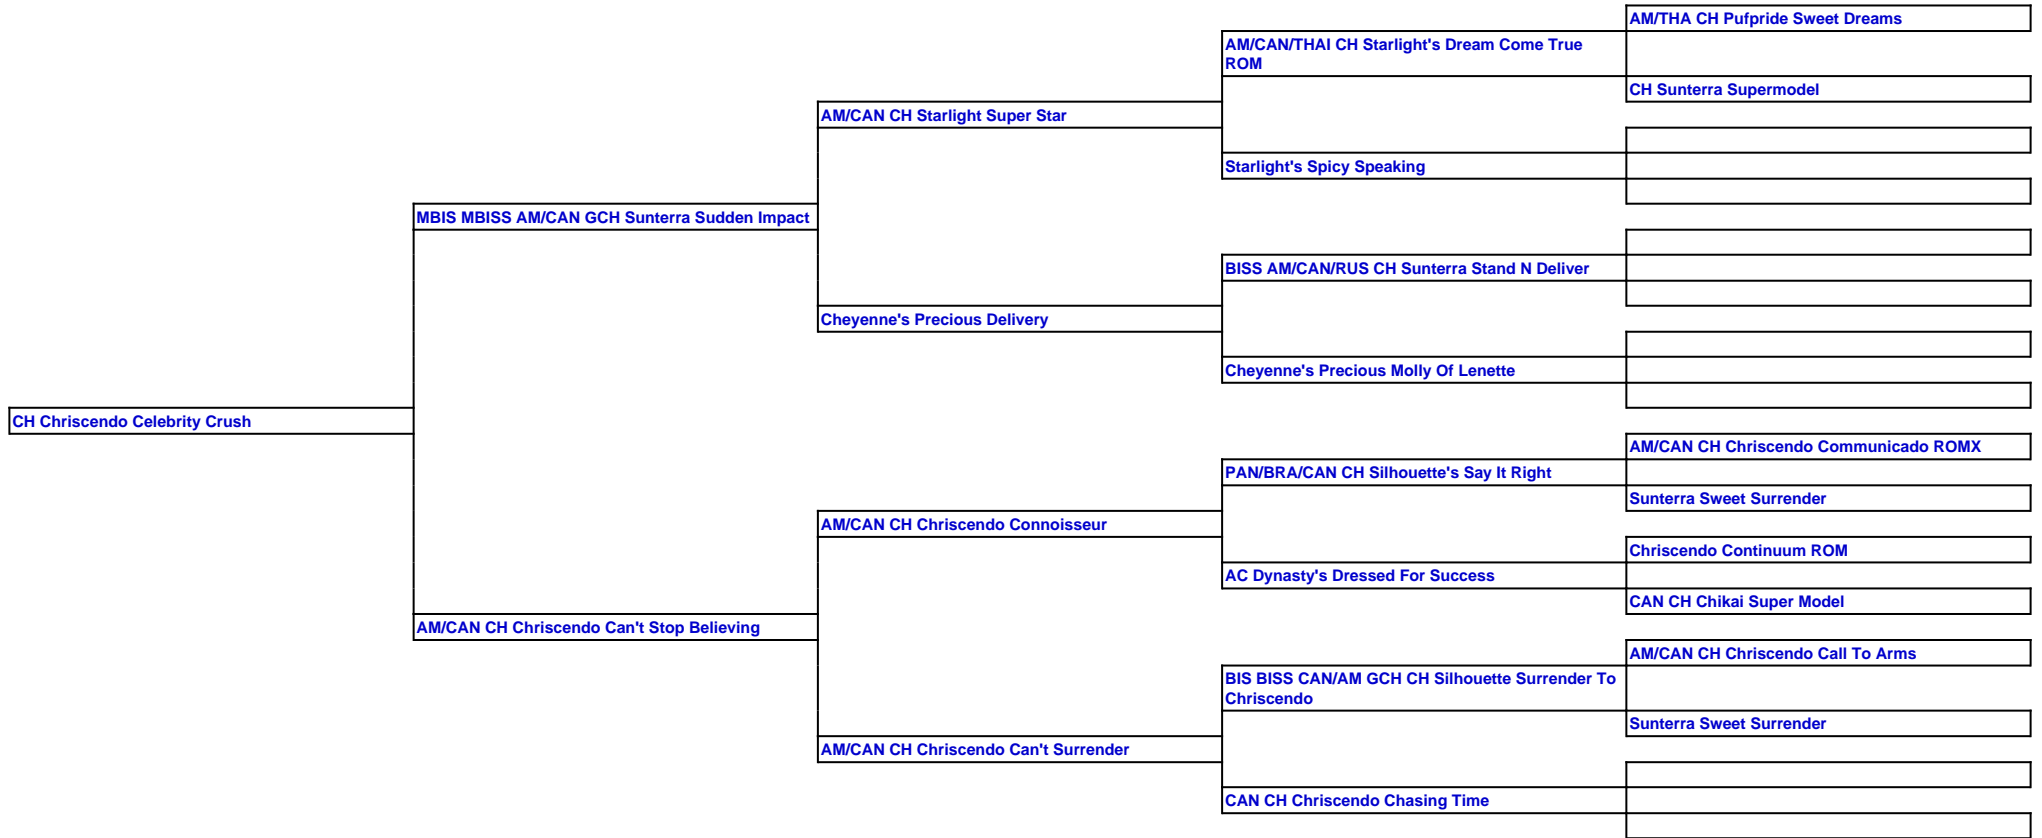 AM/THA CH Pufpride Sweet Dreams
AM/CAN/THAI CH Starlight's Dream Come True
ROM
CH Sunterra Supermodel
AM/CAN CH Starlight Super Star
Starlight's Spicy Speaking
MBIS MBISS AM/CAN GCH Sunterra Sudden Impact
BISS AM/CAN/RUS CH Sunterra Stand N Deliver
Cheyenne's Precious Delivery
Cheyenne's Precious Molly Of Lenette
CH Chriscendo Celebrity Crush
AM/CAN CH Chriscendo Communicado ROMX
PAN/BRA/CAN CH Silhouette's Say It Right
Sunterra Sweet Surrender
AM/CAN CH Chriscendo Connoisseur
Chriscendo Continuum ROM
AC Dynasty's Dressed For Success
CAN CH Chikai Super Model
AM/CAN CH Chriscendo Can't Stop Believing
AM/CAN CH Chriscendo Call To Arms
BIS BISS CAN/AM GCH CH Silhouette Surrender To
Chriscendo
Sunterra Sweet Surrender
AM/CAN CH Chriscendo Can't Surrender
CAN CH Chriscendo Chasing Time